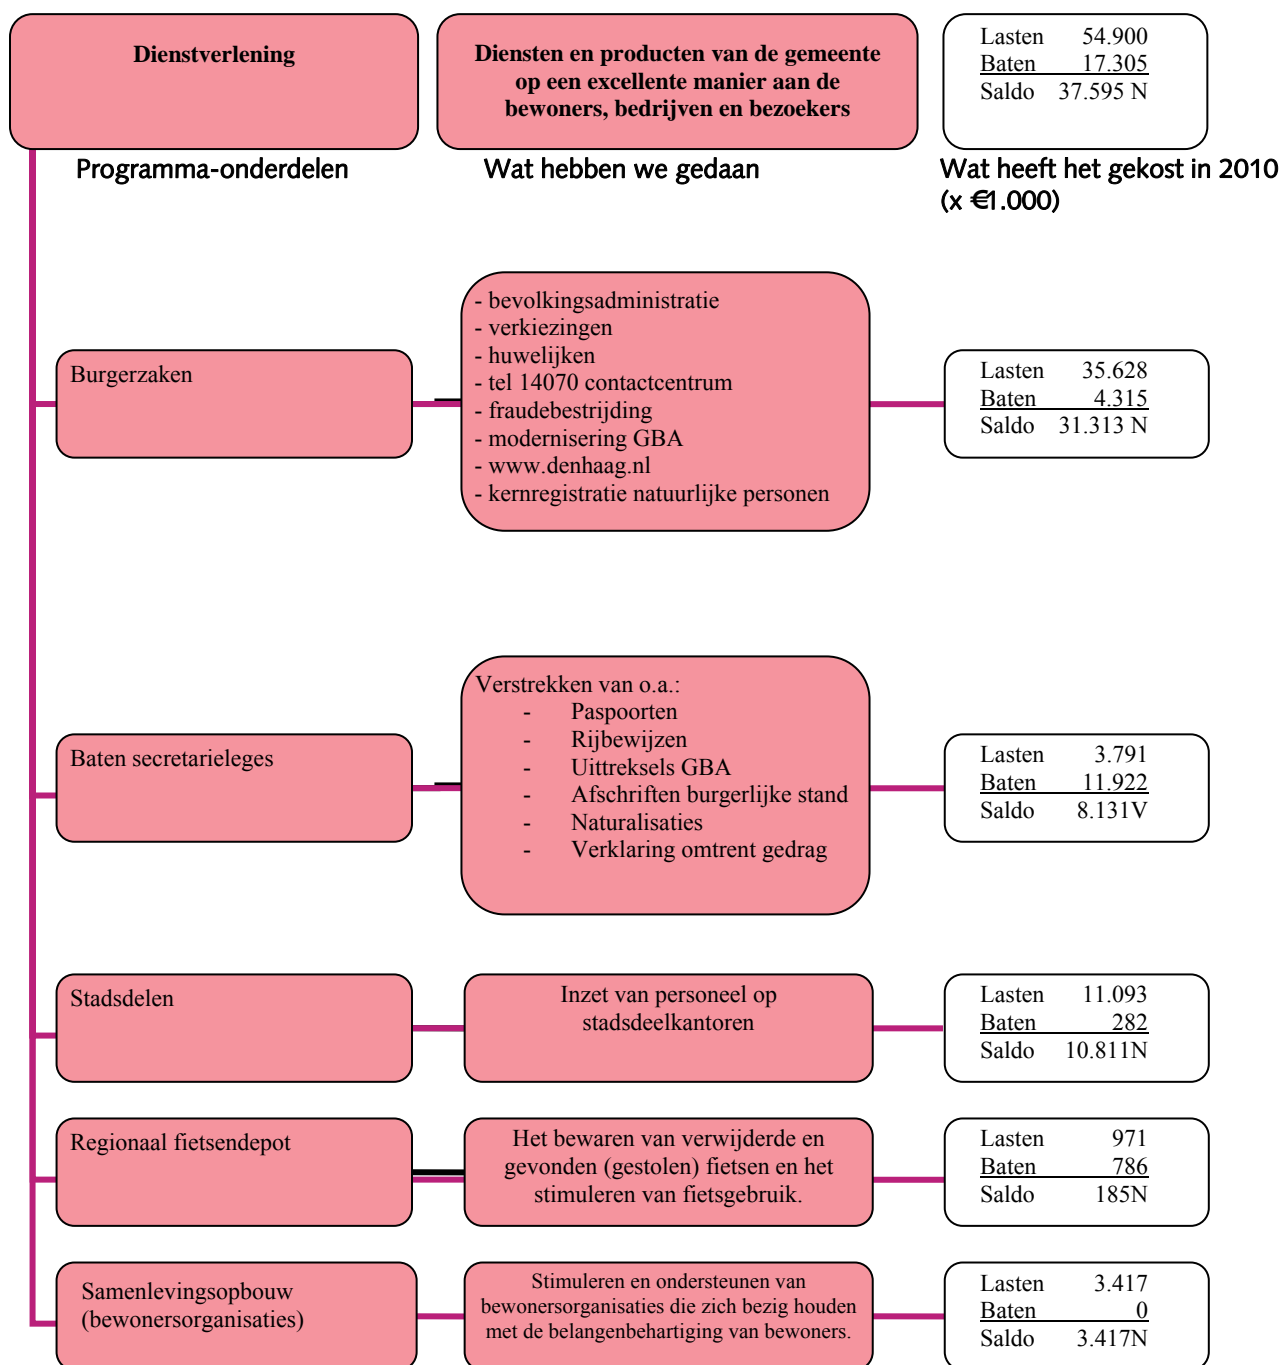 Dienstverlening
Diensten en producten van de gemeente
op een excellente manier aan de
bewoners, bedrijven en bezoekers
Lasten 54.900
Baten 17.305
Saldo 37.595 N
Programma-onderdelen
Wat hebben we gedaan
Wat heeft het gekost in 2010
(x €1.000)
Burgerzaken
- bevolkingsadministratie
- verkiezingen
- huwelijken
- tel 14070 contactcentrum
- fraudebestrijding
- modernisering GBA
- www.denhaag.nl
- kernregistratie natuurlijke personen
Lasten 35.628
Baten 4.315
Saldo 31.313 N
Baten secretarieleges
Verstrekken van o.a.:
- Paspoorten
- Rijbewijzen
- Uittreksels GBA
- Afschriften burgerlijke stand
- Naturalisaties
- Verklaring omtrent gedrag
Lasten 3.791
Baten 11.922
Saldo 8.131V
Stadsdelen
Inzet van personeel op
stadsdeelkantoren
Lasten 11.093
Baten 282
Saldo 10.811N
Regionaal fietsendepot
Het bewaren van verwijderde en
gevonden (gestolen) fietsen en het
stimuleren van fietsgebruik.
Lasten 971
Baten 786
Saldo 185N
Samenlevingsopbouw
(bewonersorganisaties)
Stimuleren en ondersteunen van
bewonersorganisaties die zich bezig houden
met de belangenbehartiging van bewoners.
Lasten 3.417
Baten 0
Saldo 3.417N